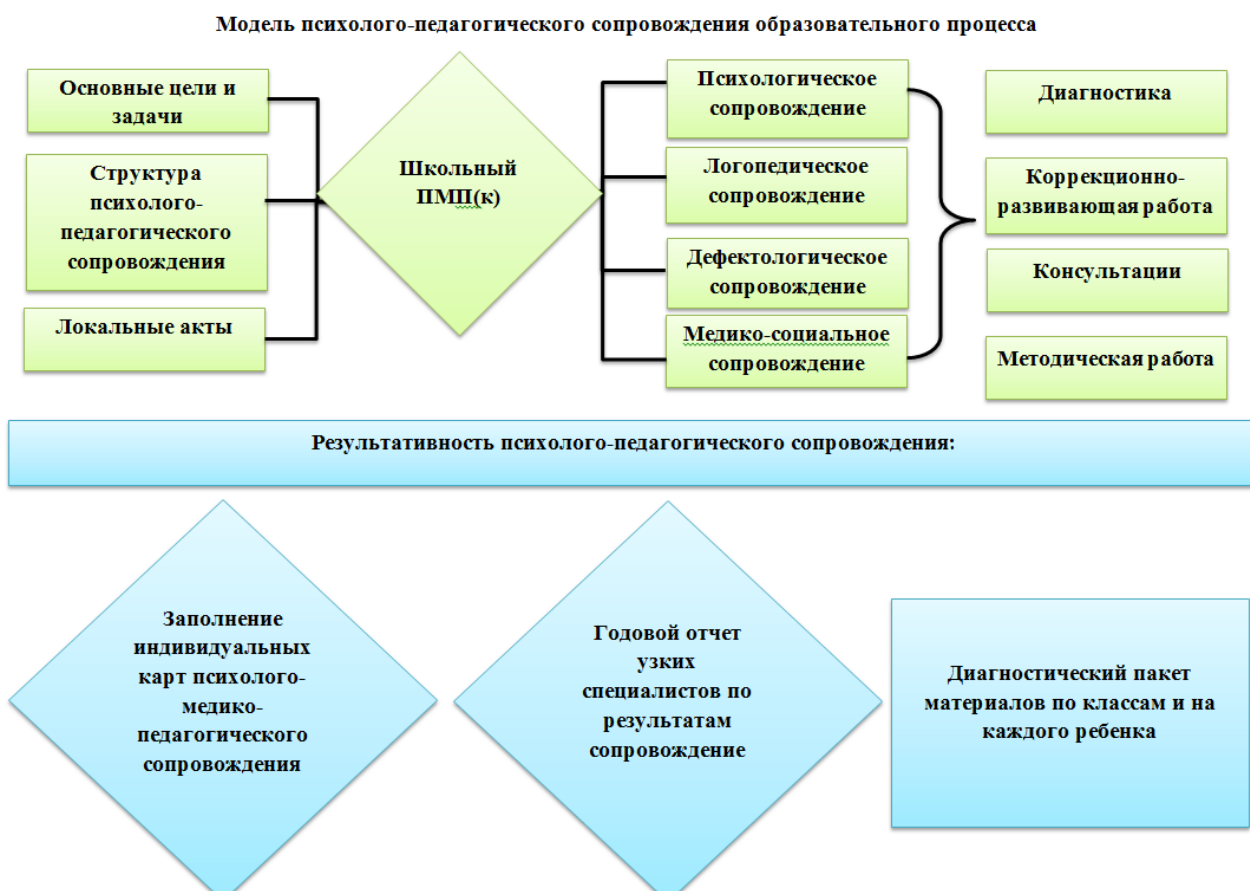 Модель психолого-педагогического сопровождения образовательного процесса
Основные цели и
задачи
Структура
психолого-
педагогического
сопровождения
Локальные акты
Школьный
ПМП(к)
Психологическое
сопровождение
Логопедическое
сопровождение
Дефектологическое
сопровождение
Медико-социальное
сопровождение
Диагностика
Коррекционно-
развивающая работа
Консультации
Методическая работа
Результативность психолого-педагогического сопровождения:
Заполнение
индивидуальных
карт психолого-
медико-
педагогического
сопровождения
Годовой отчет
узких
специалистов по
результатам
сопровождение
Диагностический пакет
материалов по классам и на
каждого ребенка